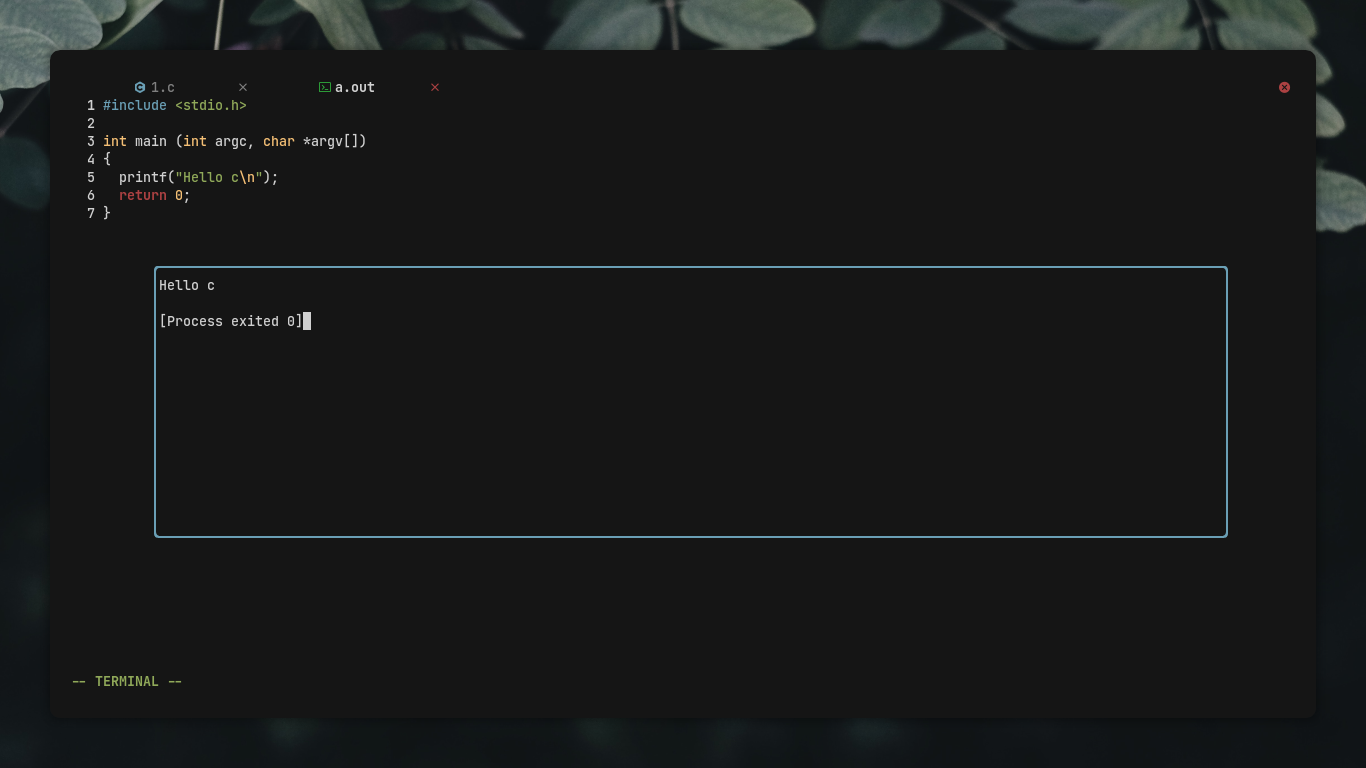 1.c × a.out ×
1 #include <stdio.h>
2
3 int main (int argc, char *argv[])
4 {
5   printf("Hello c\n");
6   return 0;
7 }
Hello c
[Process exited 0]
-- TERMINAL --